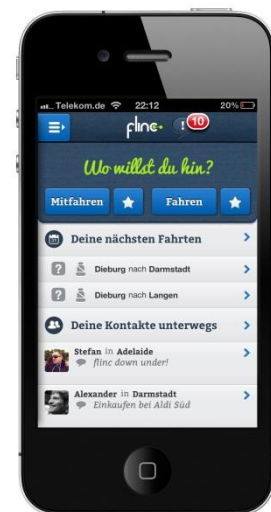 Telekom.de 22:12 20%
flinc 10
Wo willst du hin?
Mitfahren Fahren
Deine nächsten Fahrten
? Dieburg nach Darmstadt
? Dieburg nach Langen
Deine Kontakte unterwegs
Stefan in Adelaide
flinc down under!
Alexander in Darmstadt
Einkaufen bei Aldi Süd